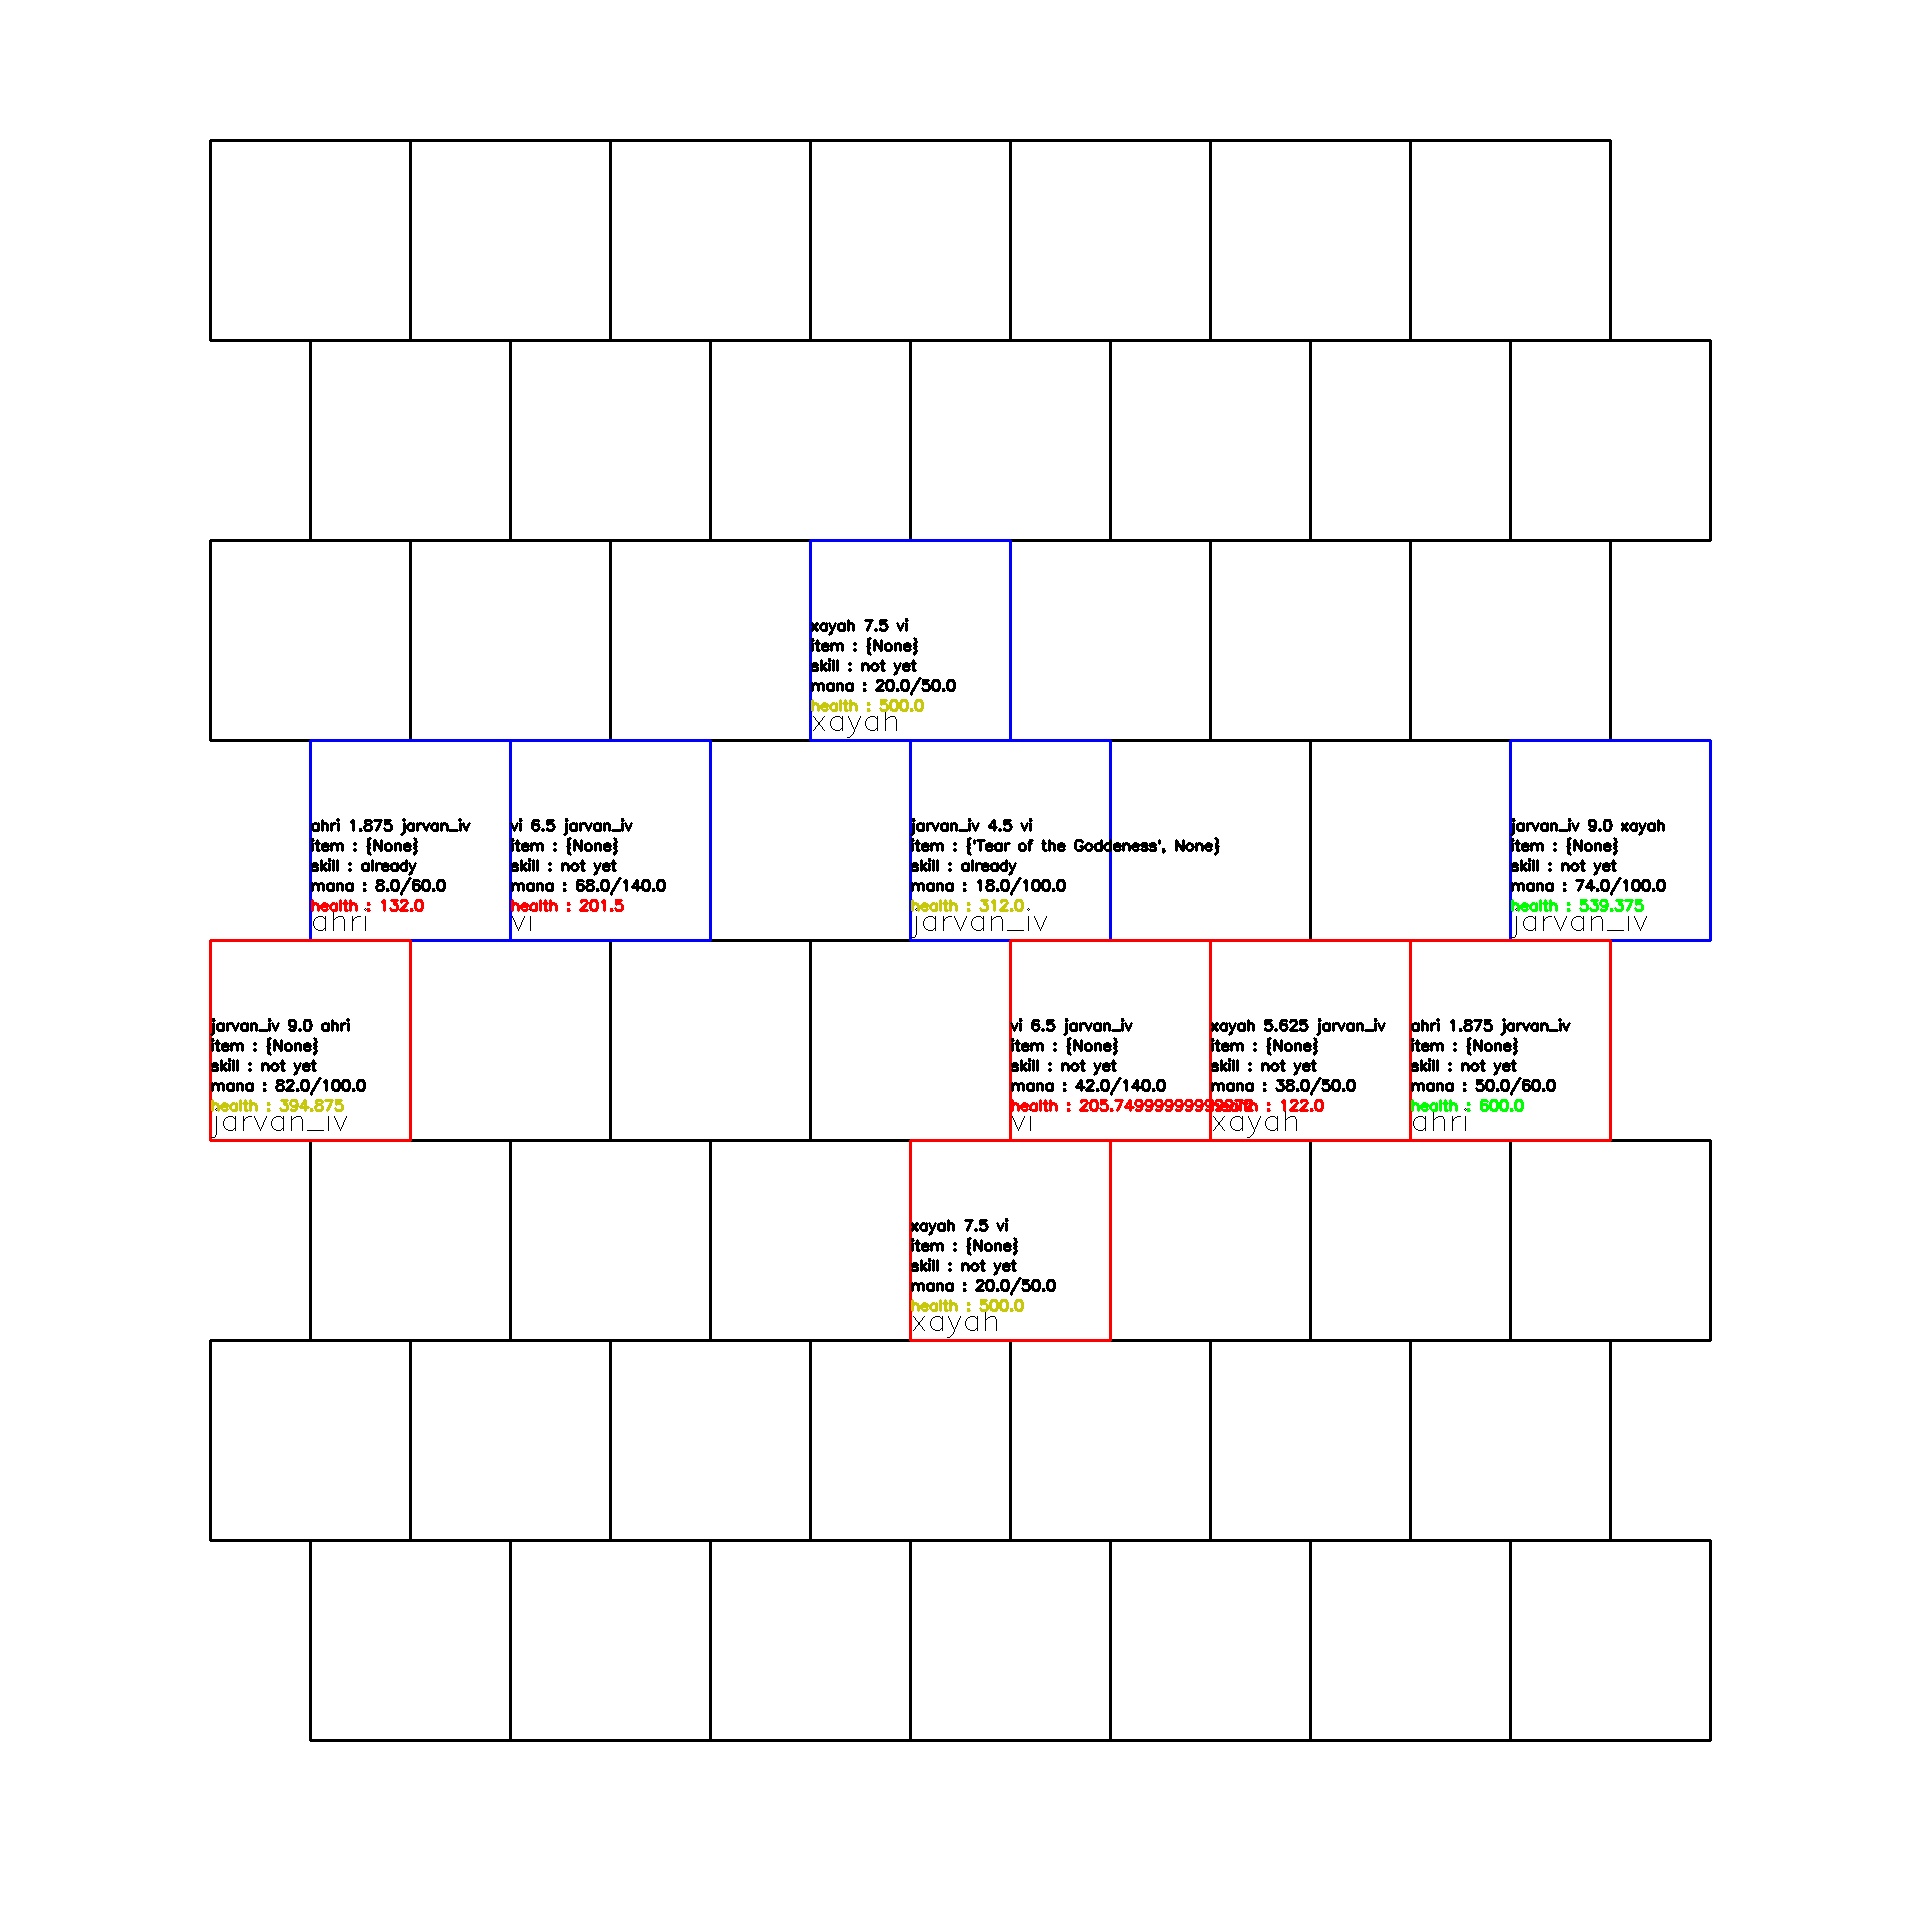 xayah 7.5 vi
item : {None}
skill : not yet
mana : 20.0/50.0
health : 500.0
xayah
ahri 1.875 jarvan_iv
item : {None}
skill : already
mana : 8.0/60.0
health : 132.0
ahri
vi 6.5 jarvan_iv
item : {None}
skill : not yet
mana : 68.0/140.0
health : 201.5
vi
jarvan_iv 4.5 vi
item : {'Tear of the Goddeness', None}
skill : already
mana : 18.0/100.0
health : 312.0
jarvan_iv
jarvan_iv 9.0 xayah
item : {None}
skill : not yet
mana : 74.0/100.0
health : 539.375
jarvan_iv
jarvan_iv 9.0 ahri
item : {None}
skill : not yet
mana : 82.0/100.0
health : 394.875
jarvan_iv
vi 6.5 jarvan_iv
item : {None}
skill : not yet
mana : 42.0/140.0
health :
vi
xayah 5.625 jarvan_iv
item : {None}
skill : not yet
mana : 38.0/50.0
health : 122.0
xayah
ahri 1.875 jarvan_iv
item : {None}
skill : not yet
mana : 50.0/60.0
health : 600.0
ahri
xayah 7.5 vi
item : {None}
skill : not yet
mana : 20.0/50.0
health : 500.0
xayah